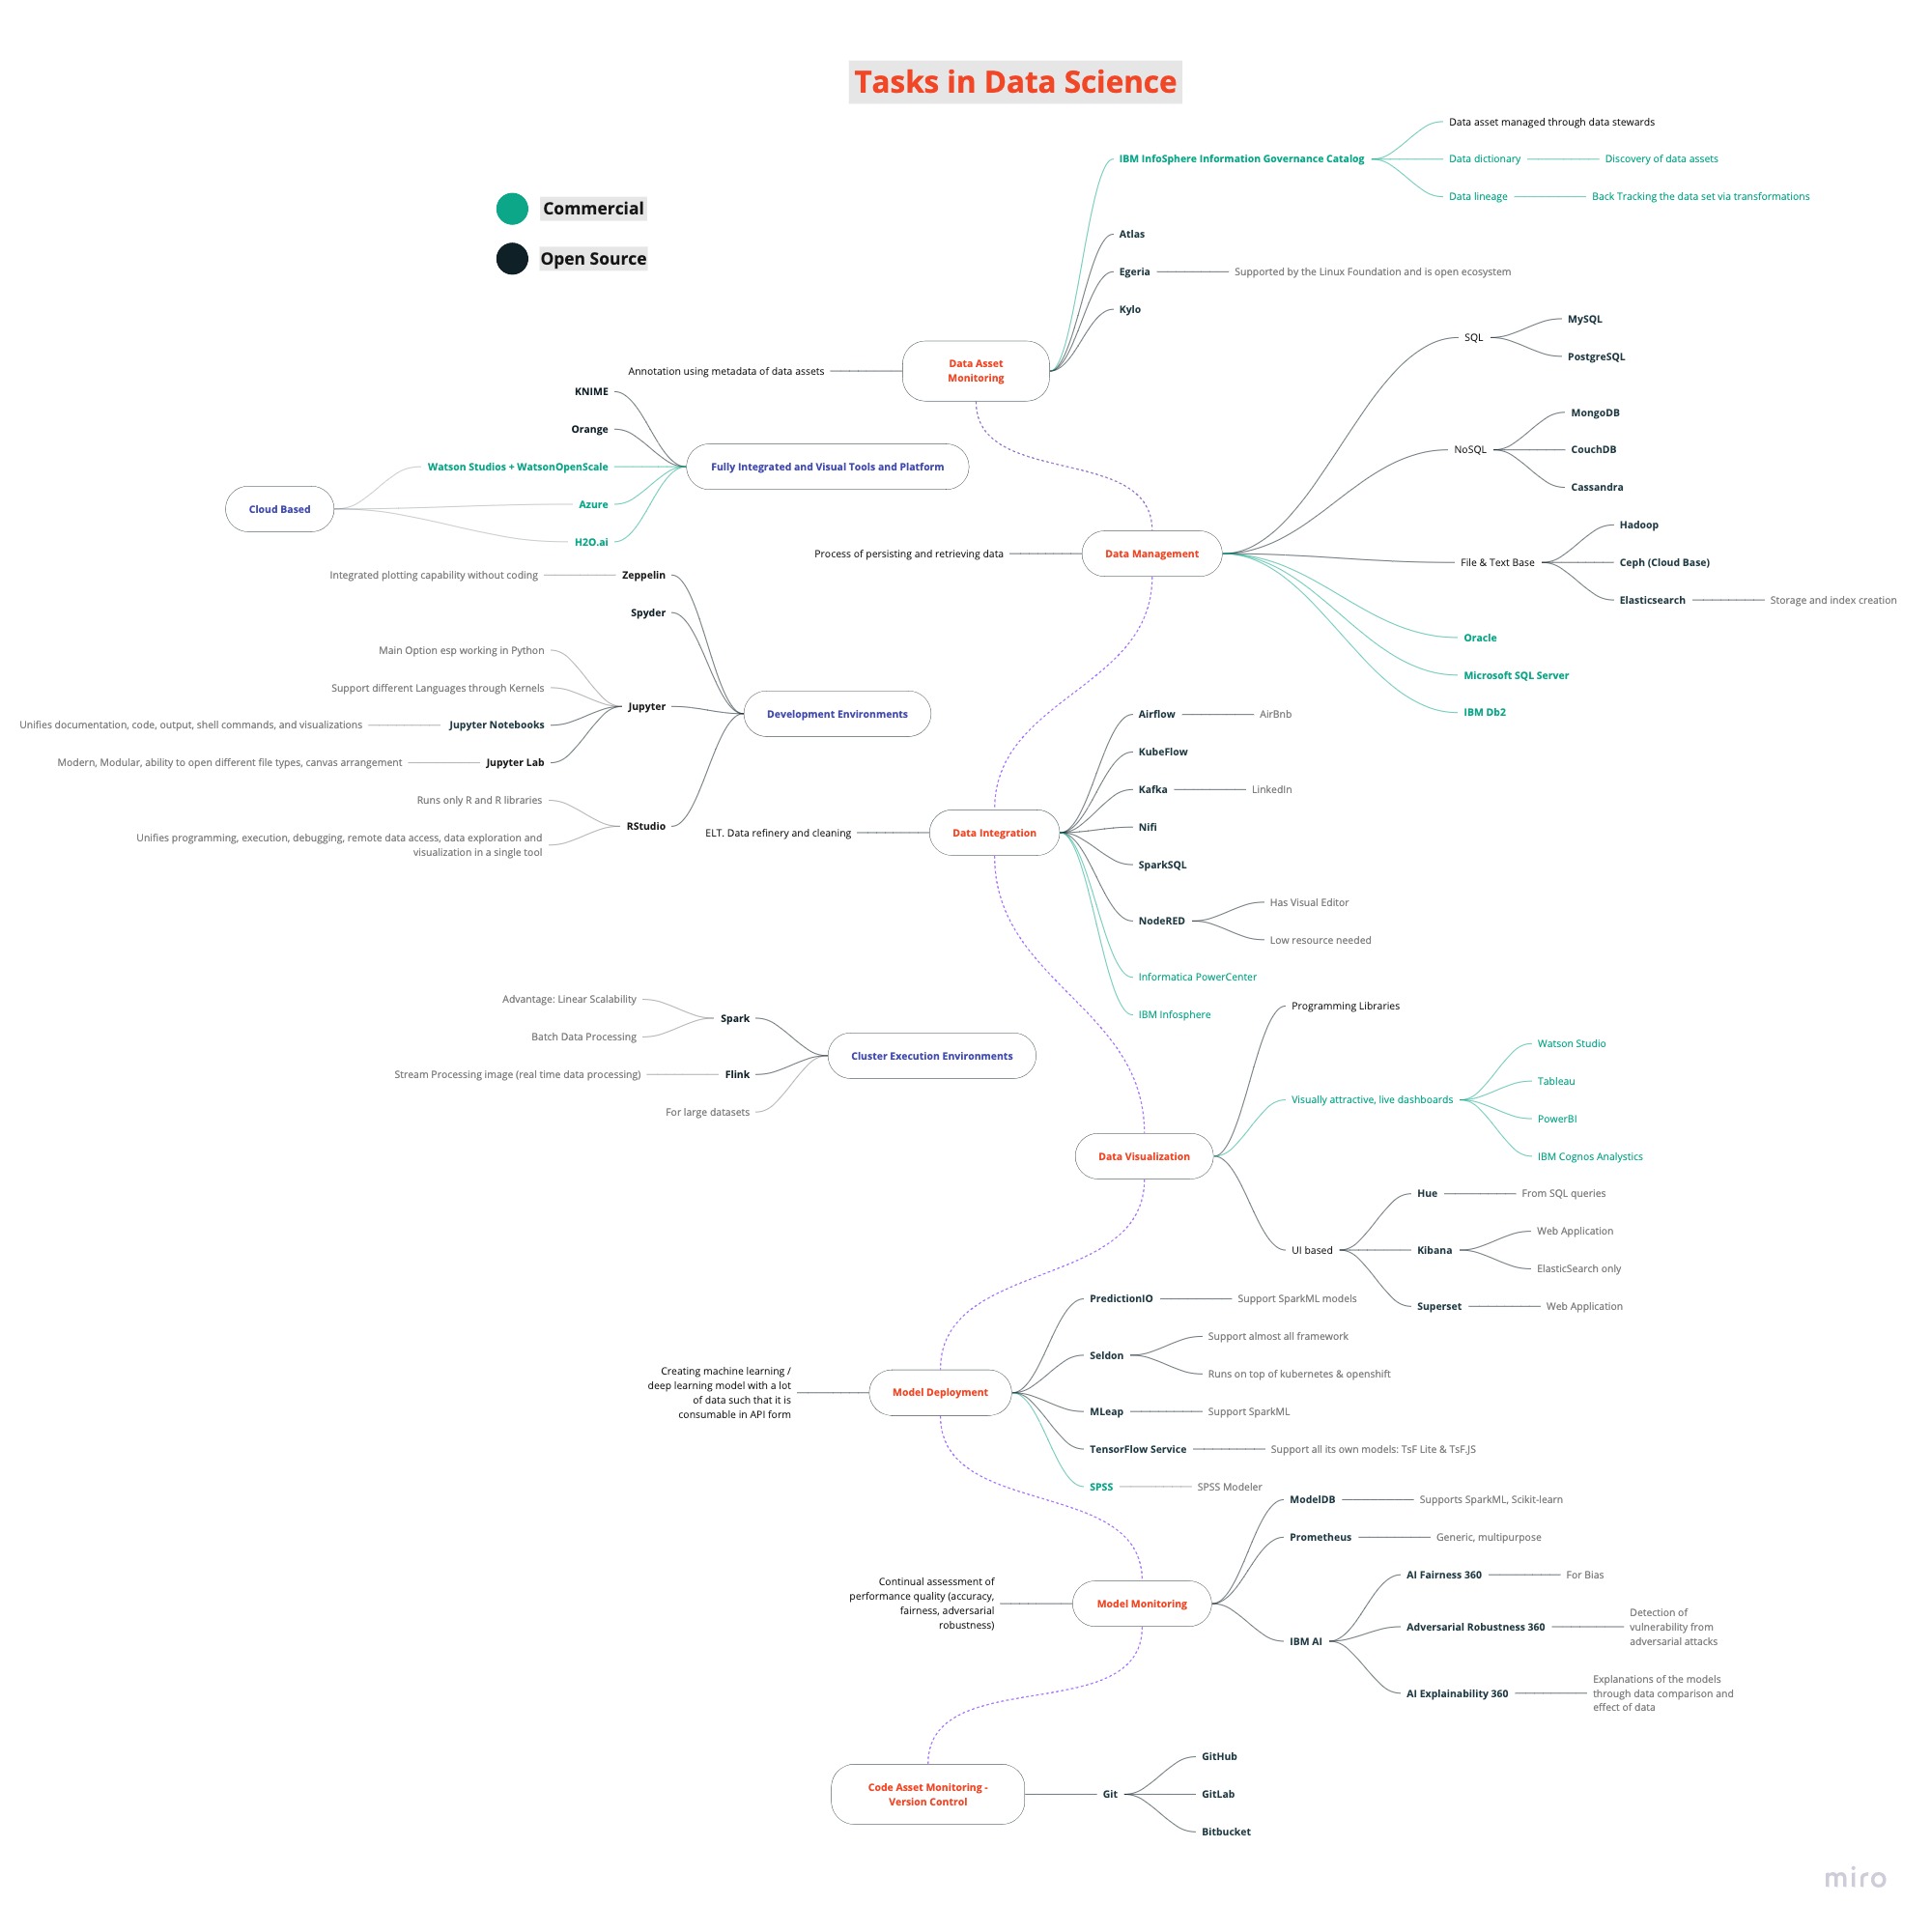 Tasks in Data Science
Commercial
Open Source
Data Asset
Monitoring
Annotation using metadata of data assets
IBM InfoSphere Information Governance Catalog
Data asset managed through data stewards
Data dictionary
Discovery of data assets
Data lineage
Back Tracking the data set via transformations
Atlas
Egeria
Supported by the Linux Foundation and is open ecosystem
Kylo
Fully Integrated and Visual Tools and Platform
KNIME
Orange
Watson Studios + WatsonOpenScale
Azure
H2O.ai
Cloud Based
Data Management
Process of persisting and retrieving data
SQL
MySQL
PostgreSQL
NoSQL
MongoDB
CouchDB
Cassandra
File & Text Base
Hadoop
Ceph (Cloud Base)
Elasticsearch
Storage and index creation
Oracle
Microsoft SQL Server
IBM Db2
Development Environments
Zeppelin
Integrated plotting capability without coding
Spyder
Jupyter
Main Option esp working in Python
Support different Languages through Kernels
Jupyter Notebooks
Unifies documentation, code, output, shell commands, and visualizations
Jupyter Lab
Modern, Modular, ability to open different file types, canvas arrangement
RStudio
Runs only R and R libraries
Unifies programming, execution, debugging, remote data access, data exploration and
visualization in a single tool
Data Integration
ELT. Data refinery and cleaning
Airflow
AirBnb
KubeFlow
Kafka
LinkedIn
Nifi
SparkSQL
NodeRED
Has Visual Editor
Low resource needed
Informatica PowerCenter
IBM Infosphere
Cluster Execution Environments
Spark
Advantage: Linear Scalability
Batch Data Processing
Flink
Stream Processing image (real time data processing)
For large datasets
Data Visualization
Programming Libraries
Visually attractive, live dashboards
Watson Studio
Tableau
PowerBI
IBM Cognos Analystics
UI based
Hue
From SQL queries
Kibana
Web Application
ElasticSearch only
Superset
Web Application
Model Deployment
Creating machine learning /
deep learning model with a lot
of data such that it is
consumable in API form
PredictionIO
Support SparkML models
Seldon
Support almost all framework
Runs on top of kubernetes & openshift
MLeap
Support SparkML
TensorFlow Service
Support all its own models: TsF Lite & TsF.JS
SPSS
SPSS Modeler
Model Monitoring
Continual assessment of
performance quality (accuracy,
fairness, adversarial
robustness)
ModelDB
Supports SparkML, Scikit-learn
Prometheus
Generic, multipurpose
IBM AI
AI Fairness 360
For Bias
Adversarial Robustness 360
Detection of
vulnerability from
adversarial attacks
AI Explainability 360
Explanations of the models
through data comparison and
effect of data
Code Asset Monitoring -
Version Control
Git
GitHub
GitLab
Bitbucket
miro